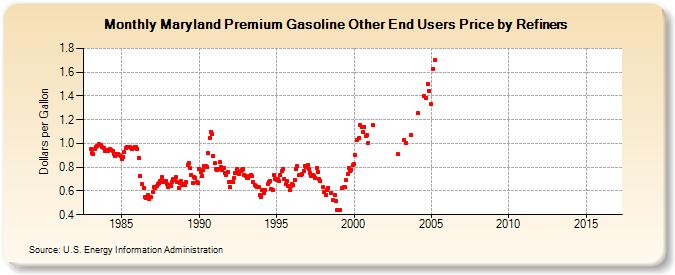 Monthly Maryland Premium Gasoline Other End Users Price by Refiners
Dollars per Gallon
1.8
1.6
1.4
1.2
1.0
0.8
0.6
0.4
1985 1990 1995 2000 2005 2010 2015
Source: U.S. Energy Information Administration